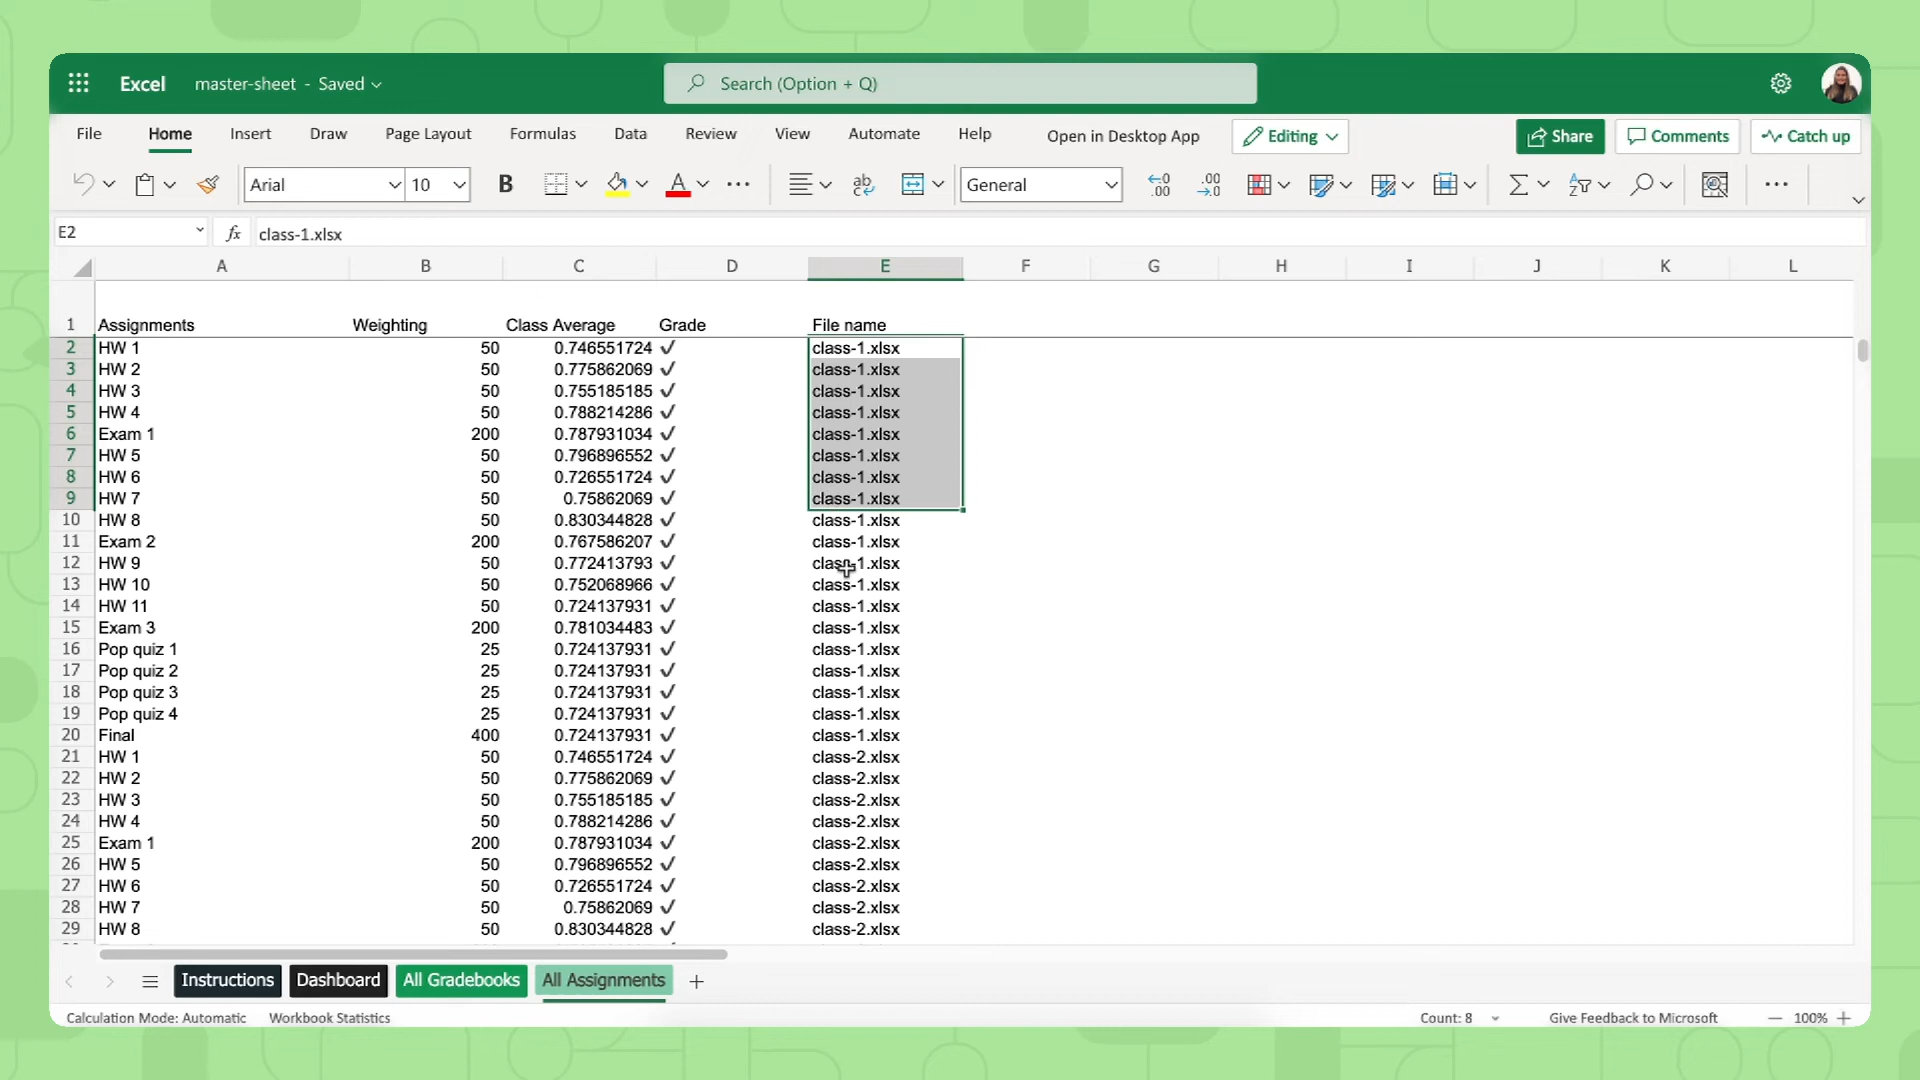 Excel master-sheet - Saved Search (Option + Q)
File Home Insert Draw Page Layout Formulas Data Review View Automate Help Open in Desktop App Editing Share Comments Catch up
Arial 10 B A ab General .00 .00
E2 fx class-1.xlsx
A B C D E F G H I J K L
1 Assignments Weighting Class Average Grade File name
2 HW 1 50 0.746551724 ✓ class-1.xlsx
3 HW 2 50 0.775862069 ✓ class-1.xlsx
4 HW 3 50 0.755185185 ✓ class-1.xlsx
5 HW 4 50 0.788214286 ✓ class-1.xlsx
6 Exam 1 200 0.787931034 ✓ class-1.xlsx
7 HW 5 50 0.796896552 ✓ class-1.xlsx
8 HW 6 50 0.726551724 ✓ class-1.xlsx
9 HW 7 50 0.75862069 ✓ class-1.xlsx
10 HW 8 50 0.830344828 ✓ class-1.xlsx
11 Exam 2 200 0.767586207 ✓ class-1.xlsx
12 HW 9 50 0.772413793 ✓ class-1.xlsx
13 HW 10 50 0.752068966 ✓ class-1.xlsx
14 HW 11 50 0.724137931 ✓ class-1.xlsx
15 Exam 3 200 0.781034483 ✓ class-1.xlsx
16 Pop quiz 1 25 0.724137931 ✓ class-1.xlsx
17 Pop quiz 2 25 0.724137931 ✓ class-1.xlsx
18 Pop quiz 3 25 0.724137931 ✓ class-1.xlsx
19 Pop quiz 4 25 0.724137931 ✓ class-1.xlsx
20 Final 400 0.724137931 ✓ class-1.xlsx
21 HW 1 50 0.746551724 ✓ class-2.xlsx
22 HW 2 50 0.775862069 ✓ class-2.xlsx
23 HW 3 50 0.755185185 ✓ class-2.xlsx
24 HW 4 50 0.788214286 ✓ class-2.xlsx
25 Exam 1 200 0.787931034 ✓ class-2.xlsx
26 HW 5 50 0.796896552 ✓ class-2.xlsx
27 HW 6 50 0.726551724 ✓ class-2.xlsx
28 HW 7 50 0.75862069 ✓ class-2.xlsx
29 HW 8 50 0.830344828 ✓ class-2.xlsx
Instructions Dashboard All Gradebooks All Assignments
Calculation Mode: Automatic Workbook Statistics Count: 8 Give Feedback to Microsoft 100%